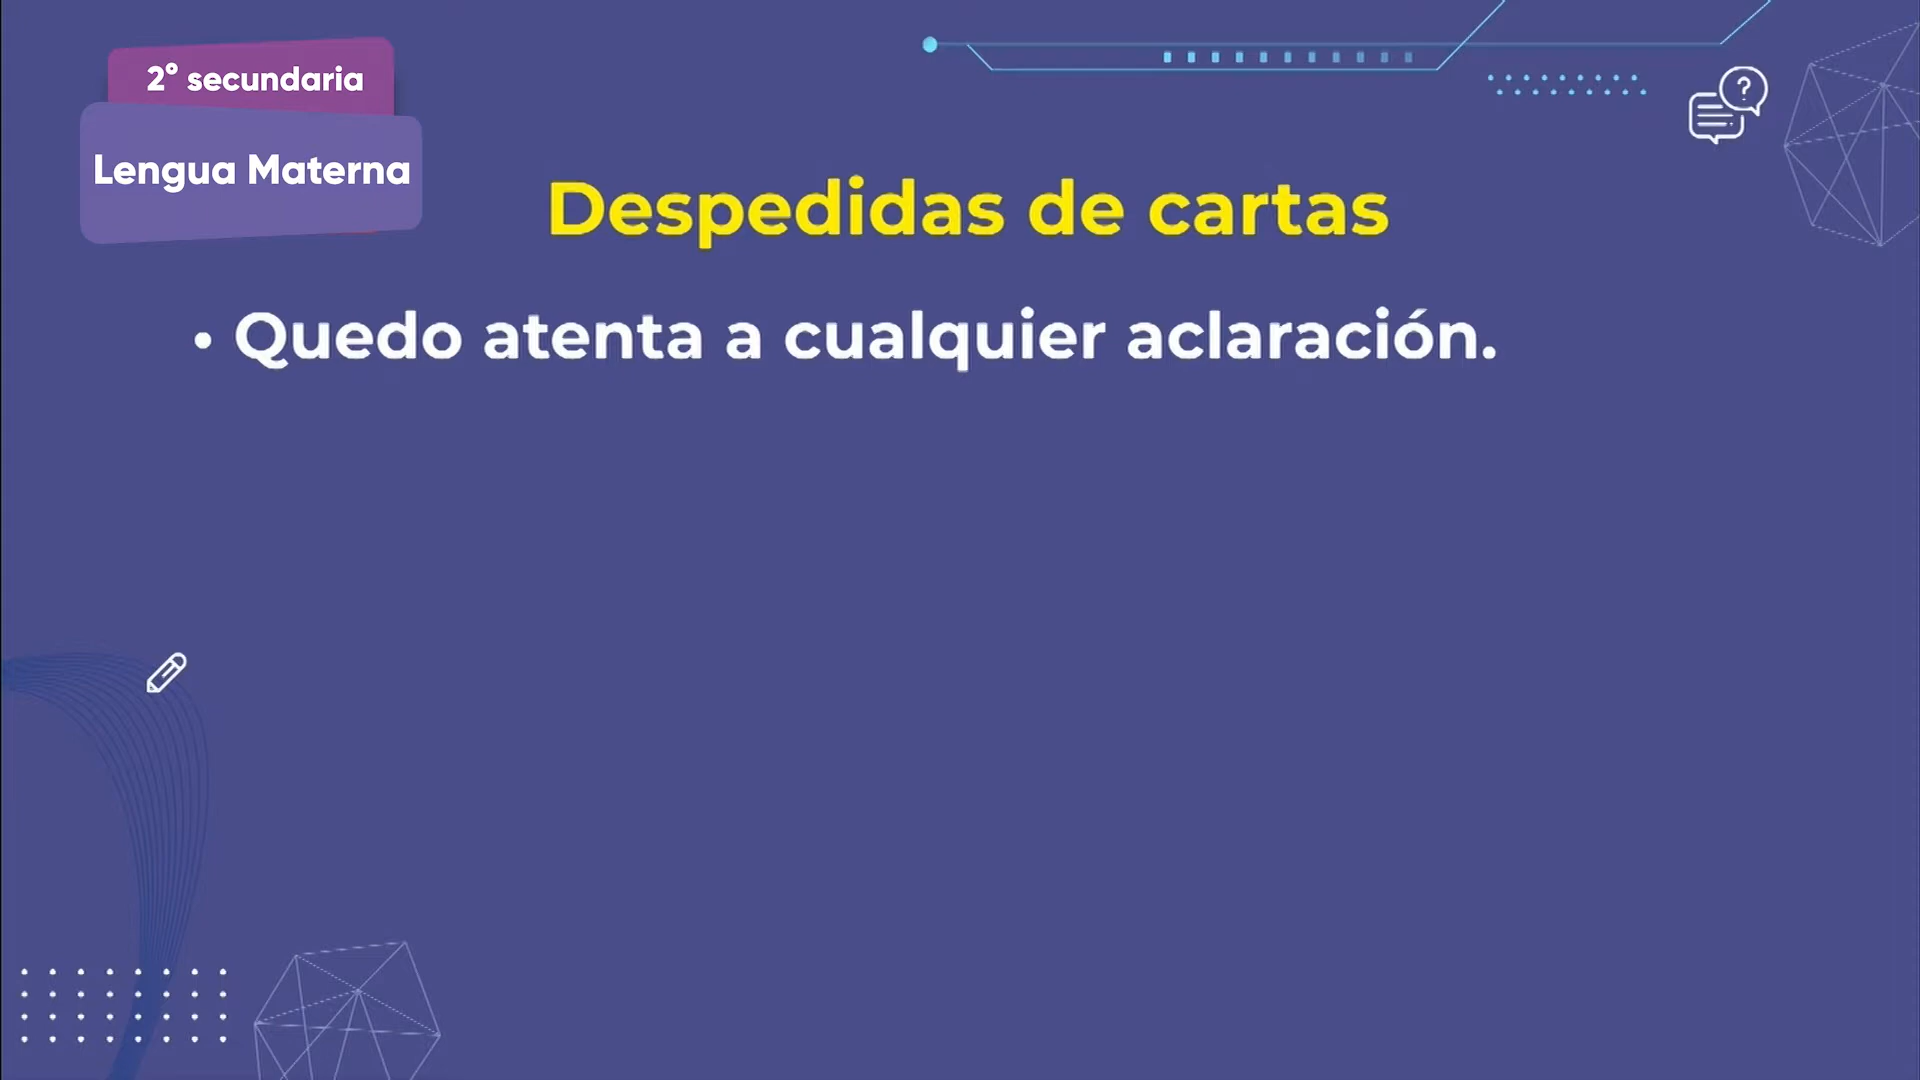 2° secundaria
Lengua Materna
Despedidas de cartas
• Quedo atenta a cualquier aclaración.